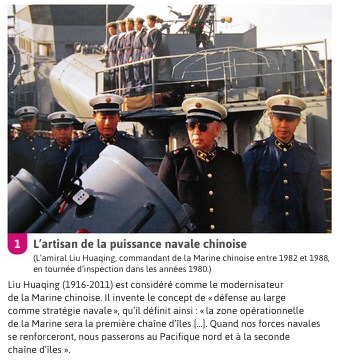 1 L'artisan de la puissance navale chinoise
(L'amiral Liu Huaqing, commandant de la Marine chinoise entre 1982 et 1988,
en tournée d'inspection dans les années 1980.)
Liu Huaqing (1916-2011) est considéré comme le modernisateur
de la Marine chinoise. Il invente le concept de « défense au large
comme stratégie navale », qu'il définit ainsi : « la zone opérationnelle
de la Marine sera la première chaîne d'îles [...]. Quand nos forces navales
se renforceront, nous passerons au Pacifique nord et à la seconde
chaîne d'îles ».